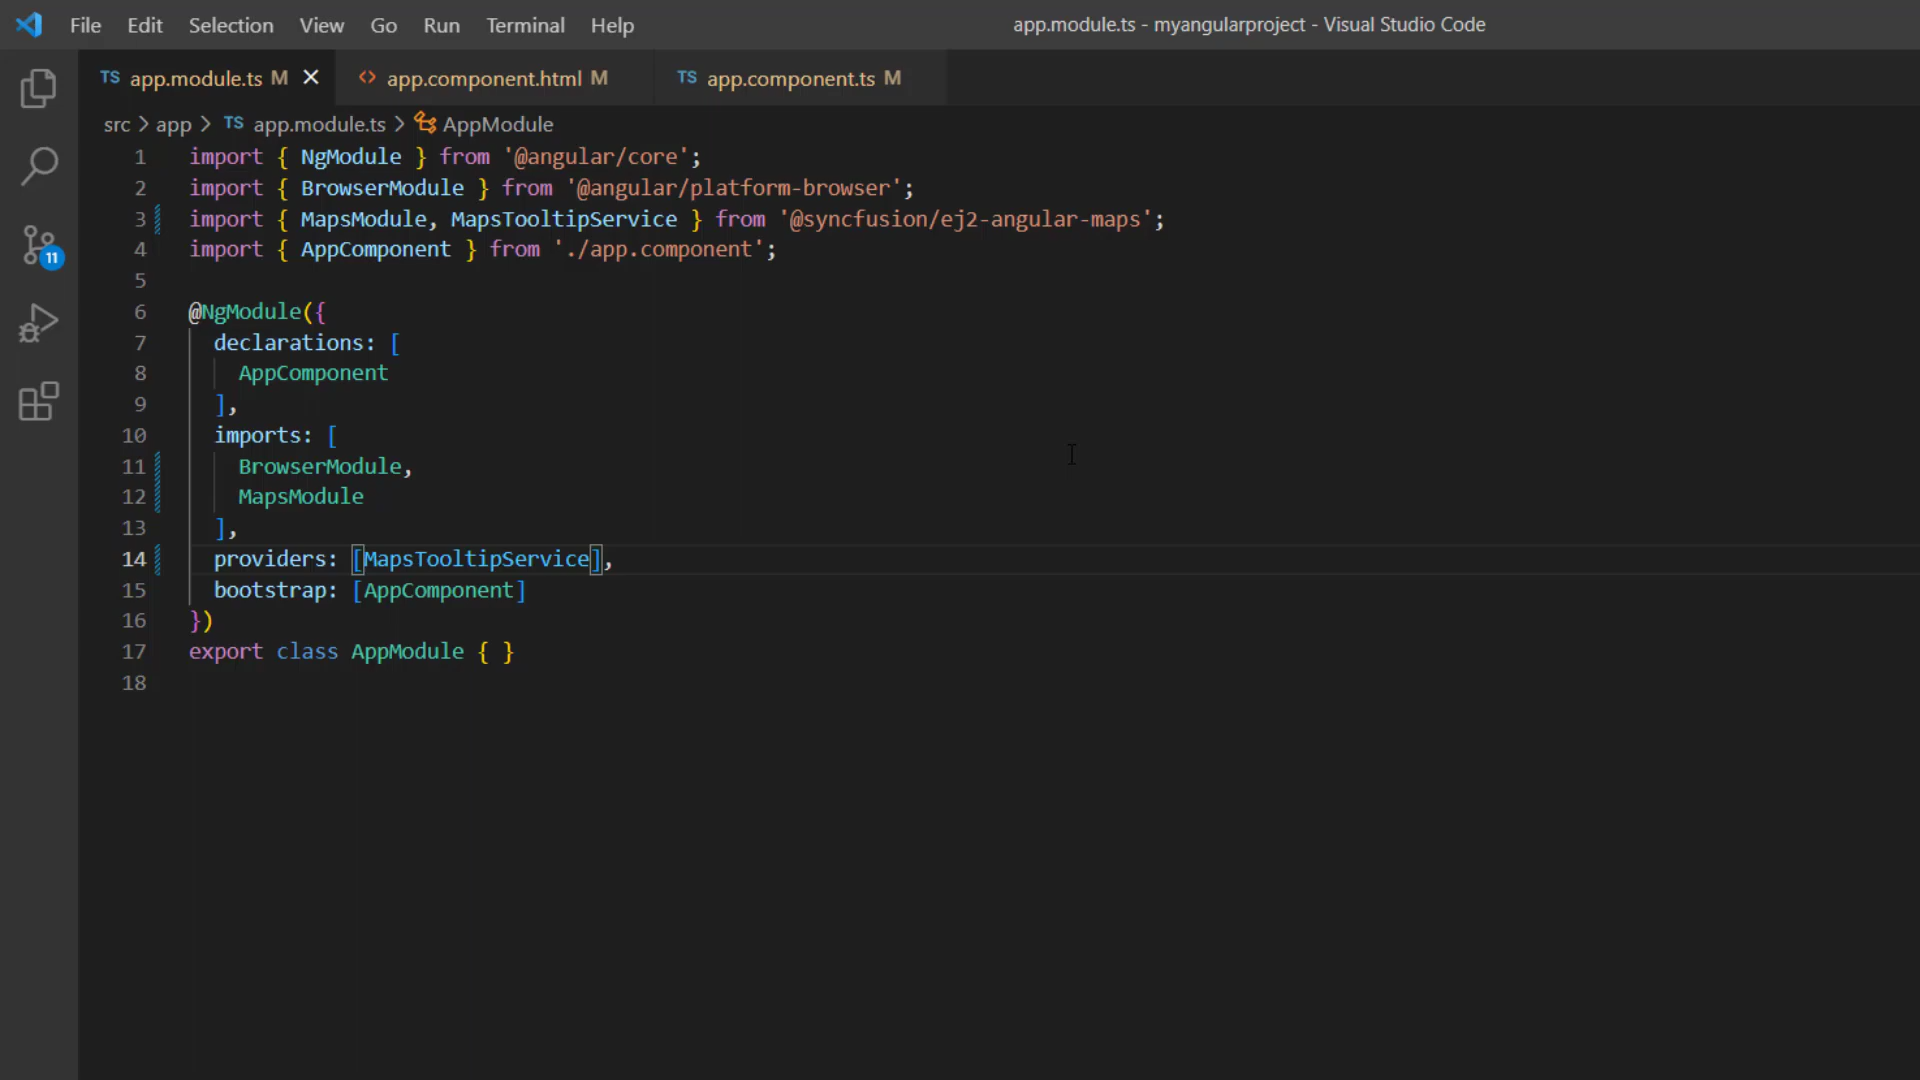 File Edit Selection View Go Run Terminal Help app.module.ts - myangularproject - Visual Studio Code
TS app.module.ts M <> app.component.html M TS app.component.ts M
src > app > TS app.module.ts > AppModule
1 import { NgModule } from '@angular/core';
2 import { BrowserModule } from '@angular/platform-browser';
3 import { MapsModule, MapsTooltipService } from '@syncfusion/ej2-angular-maps';
4 import { AppComponent } from './app.component';
5
6 @NgModule({
7 declarations: [
8 AppComponent
9 ],
10 imports: [
11 BrowserModule,
12 MapsModule
13 ],
14 providers: [MapsTooltipService],
15 bootstrap: [AppComponent]
16 })
17 export class AppModule { }
18
11